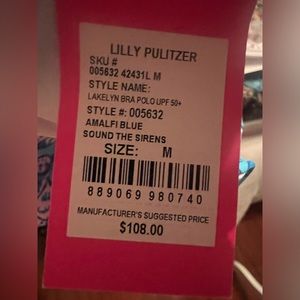 LILLY PULITZER
SKU #
005632 42431L M
STYLE NAME:
LAKELYN BRA POLO UPF 50+
STYLE #: 005632
AMALFI BLUE
SOUND THE SIRENS
SIZE: M
889069 980740
MANUFACTURER'S SUGGESTED PRICE
$108.00